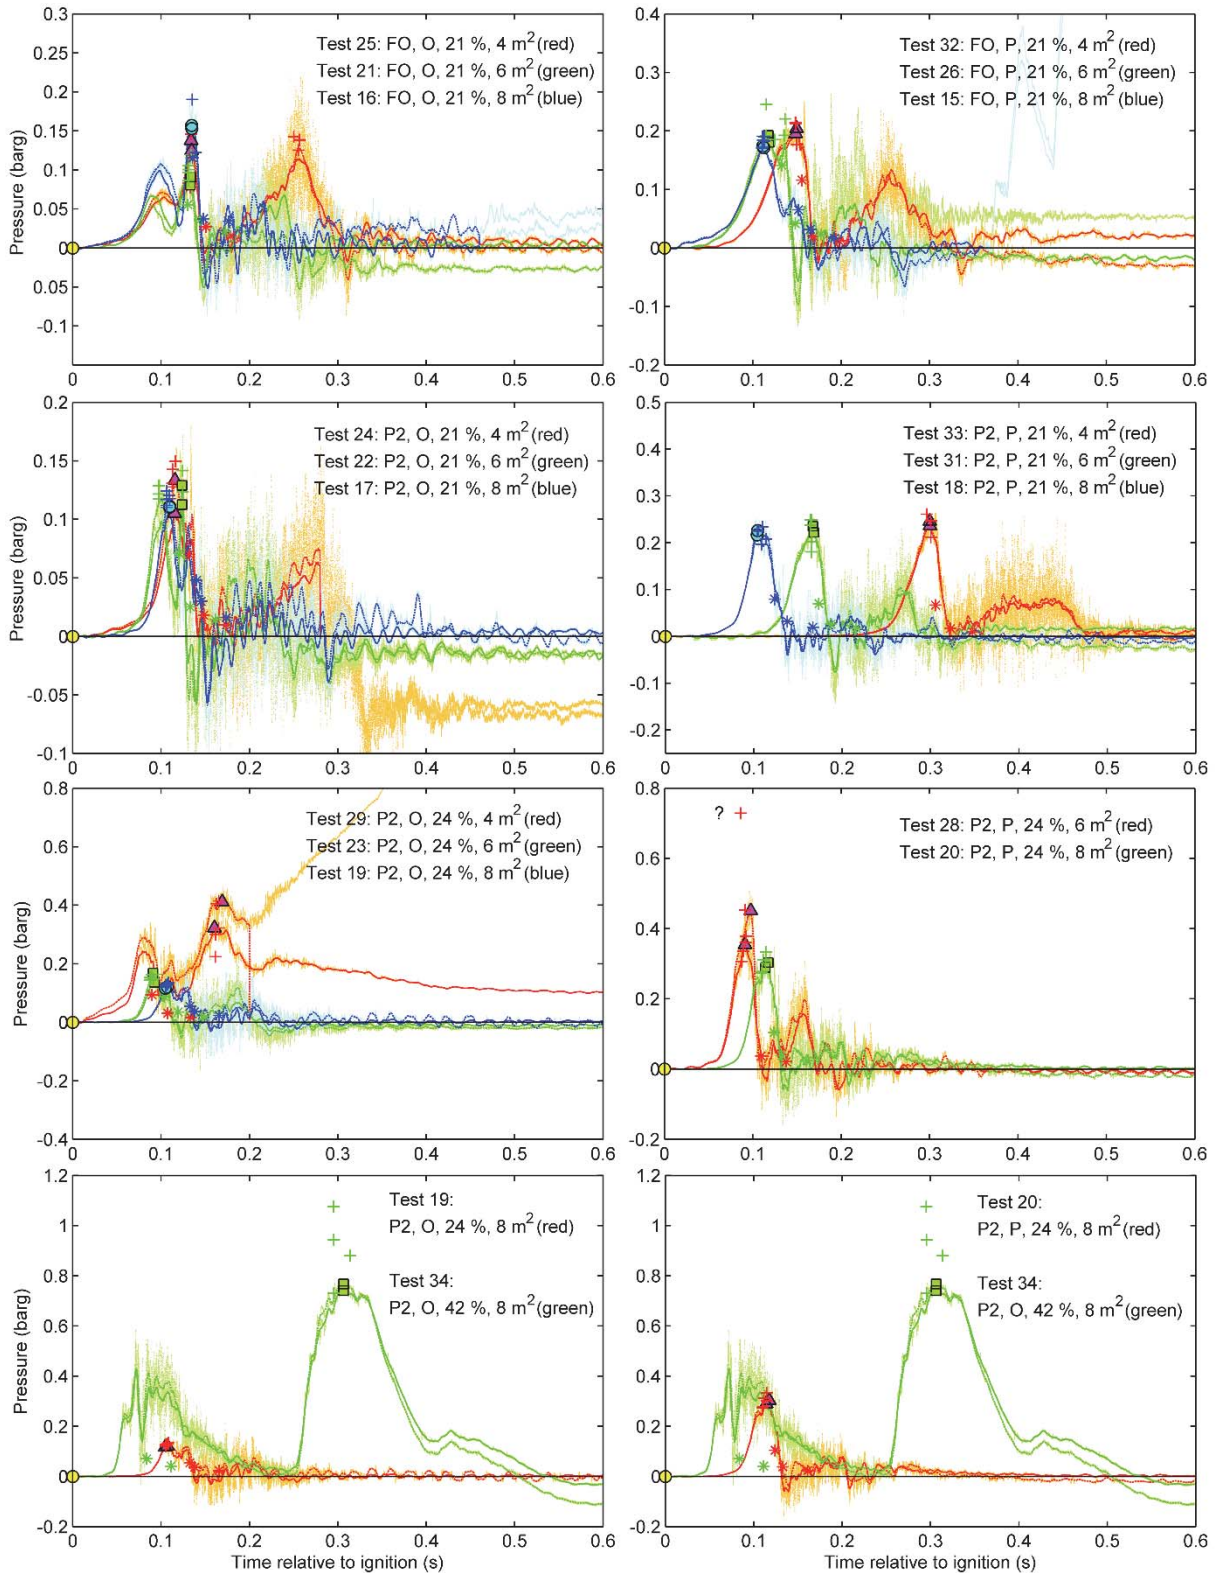 0.3
0.25
0.2
0.15
0.1
0.05
0
0.05
-0.1
Pressure (barg)
Test 25: FO, O, 21 %, 4 m² (red)
Test 21: FO, O, 21 %, 6 m² (green)
Test 16: FO, O, 21 %, 8 m² (blue)
0 0.1 0.2 0.3 0.4 0.5 0.6
0.4
0.3
0.2
0.1
0
-0.1
-0.2
Test 32: FO, P, 21 %, 4 m² (red)
Test 26: FO, P, 21 %, 6 m² (green)
Test 15: FO, P, 21 %, 8 m² (blue)
0 0.1 0.2 0.3 0.4 0.5 0.6
0.2
0.15
0.1
0.05
0
-0.05
-0.1
Pressure (barg)
Test 24: P2, O, 21 %, 4 m² (red)
Test 22: P2, O, 21 %, 6 m² (green)
Test 17: P2, O, 21 %, 8 m² (blue)
0 0.1 0.2 0.3 0.4 0.5 0.6
0.5
0.4
0.3
0.2
0.1
0
-0.1
-0.2
Test 33: P2, P, 21 %, 4 m² (red)
Test 31: P2, P, 21 %, 6 m² (green)
Test 18: P2, P, 21 %, 8 m² (blue)
0 0.1 0.2 0.3 0.4 0.5 0.6
0.8
0.6
0.4
0.2
0
-0.2
-0.4
Pressure (barg)
Test 29: P2, O, 24 %, 4 m² (red)
Test 23: P2, O, 24 %, 6 m² (green)
Test 19: P2, O, 24 %, 8 m² (blue)
0 0.1 0.2 0.3 0.4 0.5 0.6
0.8
0.6
0.4
0.2
0
-0.2
?
Test 28: P2, P, 24 %, 6 m² (red)
Test 20: P2, P, 24 %, 8 m² (green)
0 0.1 0.2 0.3 0.4 0.5 0.6
1.2
1
0.8
0.6
0.4
0.2
0
-0.2
Pressure (barg)
Test 19:
P2, O, 24 %, 8 m² (red)
Test 34:
P2, O, 42 %, 8 m² (green)
0 0.1 0.2 0.3 0.4 0.5 0.6
Time relative to ignition (s)
1.2
1
0.8
0.6
0.4
0.2
0
-0.2
Test 20:
P2, P, 24 %, 8 m² (red)
Test 34:
P2, O, 42 %, 8 m² (green)
0 0.1 0.2 0.3 0.4 0.5 0.6
Time relative to ignition (s)